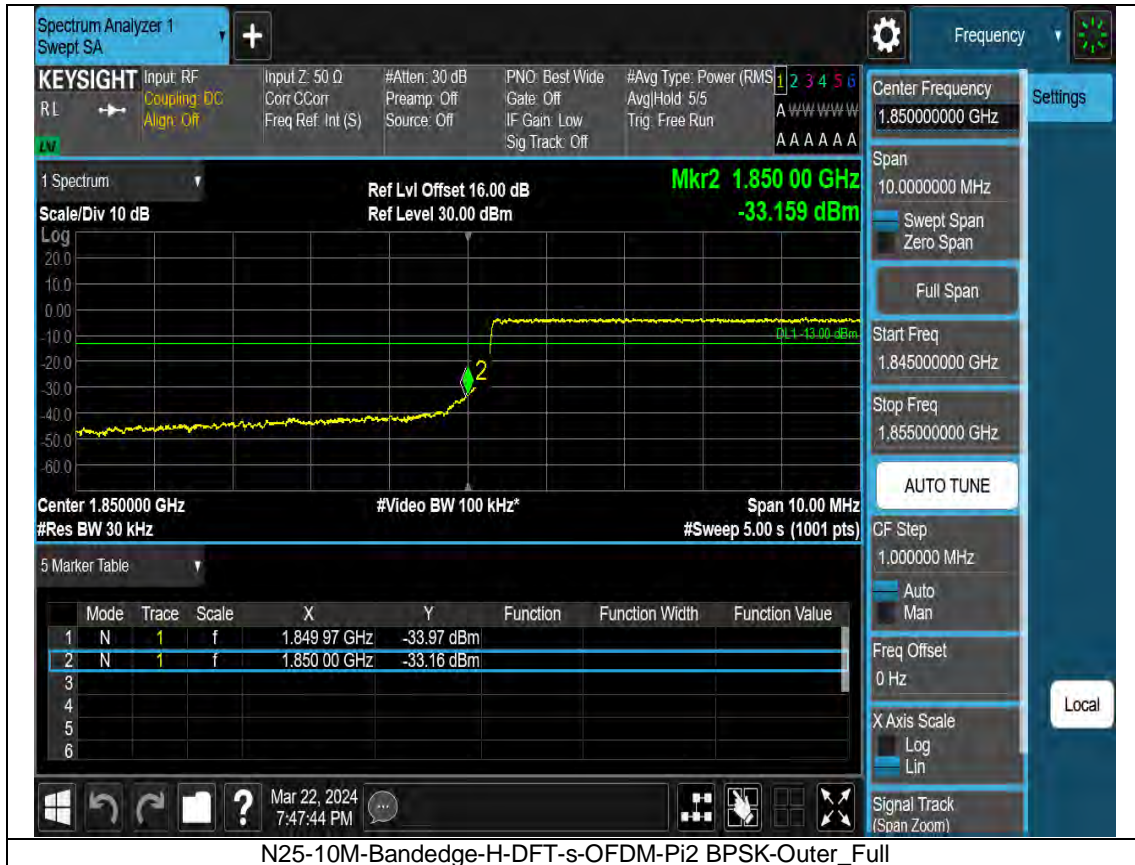 Spectrum Analyzer 1
Swept SA
+
Frequency
KEYSIGHT
RL
Input: RF
Coupling: DC
Align: Off
Input Z: 50 Ω
Corr CCorr
Freq Ref: Int (S)
#Atten: 30 dB
Preamp: Off
Source: Off
PNO: Best Wide
Gate: Off
IF Gain: Low
Sig Track: Off
#Avg Type: Power (RMS
Avg|Hold: 5/5
Trig: Free Run
1 2 3 4 5 6
A W W W W W
A A A A A A
1 Spectrum
Scale/Div 10 dB
Ref Lvl Offset 16.00 dB
Ref Level 30.00 dBm
Mkr2 1.850 00 GHz
-33.159 dBm
Log
20.0
10.0
0.00
-10.0
-20.0
-30.0
-40.0
-50.0
-60.0
DL1 -13.00 dBm
2
Center 1.850000 GHz
#Res BW 30 kHz
#Video BW 100 kHz*
Span 10.00 MHz
#Sweep 5.00 s (1001 pts)
5 Marker Table
Mode Trace Scale X Y Function Function Width Function Value
1 N 1 f 1.849 97 GHz -33.97 dBm
2 N 1 f 1.850 00 GHz -33.16 dBm
3
4
5
6
Mar 22, 2024
7:47:44 PM
Center Frequency
1.850000000 GHz
Settings
Span
10.0000000 MHz
Swept Span
Zero Span
Full Span
Start Freq
1.845000000 GHz
Stop Freq
1.855000000 GHz
AUTO TUNE
CF Step
1.000000 MHz
Auto
Man
Freq Offset
0 Hz
Local
X Axis Scale
Log
Lin
Signal Track
(Span Zoom)
N25-10M-Bandedge-H-DFT-s-OFDM-Pi2 BPSK-Outer_Full